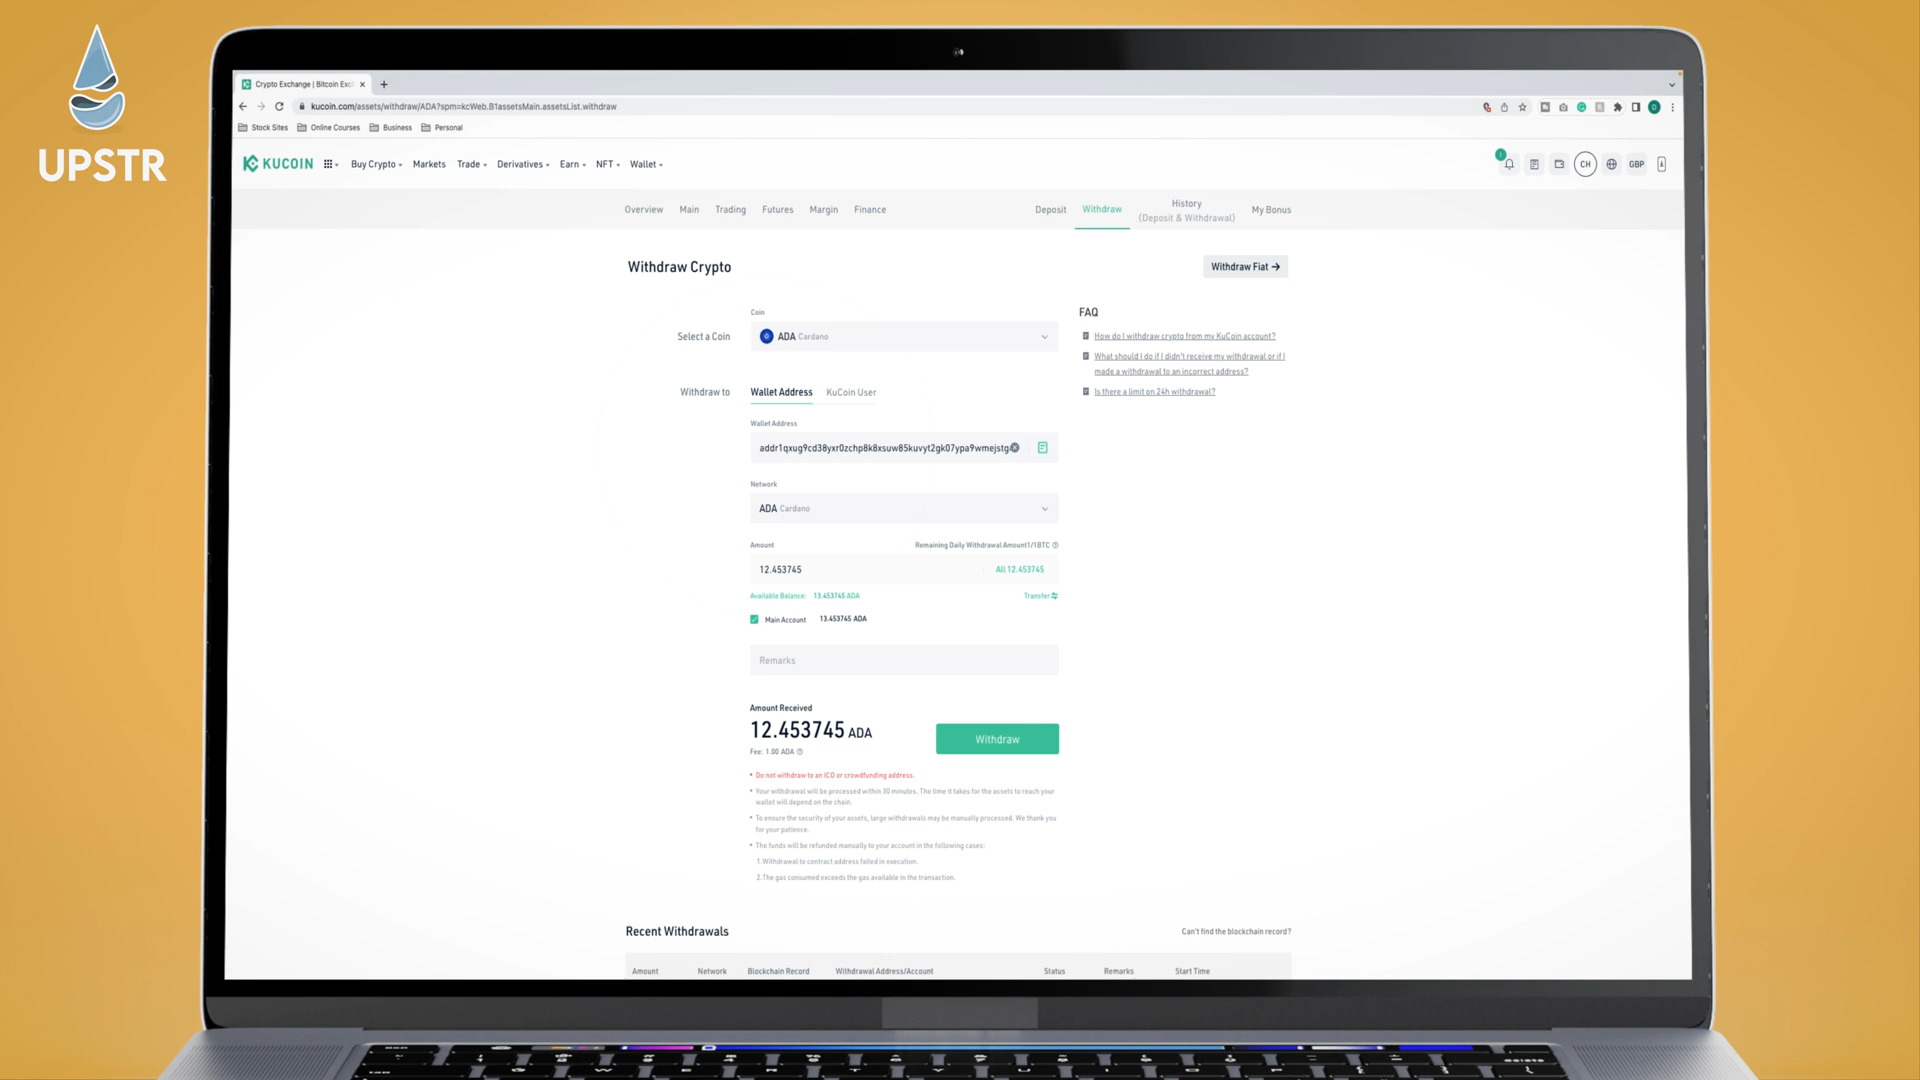 UPSTR
Crypto Exchange | Bitcoin Exc
kucoin.com/assets/withdraw/ADA?spm=kcWeb.B1assetsMain.assetsList.withdraw
Stock Sites Online Courses Business Personal
KUCOIN Buy Crypto Markets Trade Derivatives Earn NFT Wallet CH GBP
Overview Main Trading Futures Margin Finance Deposit Withdraw History (Deposit & Withdrawal) My Bonus
Withdraw Crypto Withdraw Fiat →
Coin
Select a Coin ADA Cardano
Withdraw to Wallet Address KuCoin User
Wallet Address
addr1qxug9cd38yxr0zchp8k8xsuw85kuvyt2gk07ypa9wmejstg
Network
ADA Cardano
Amount Remaining Daily Withdrawal Amount1/1BTC
12.453745 All 12.453745
Available Balance: 13.453745 ADA Transfer
Main Account 13.453745 ADA
Remarks
Amount Received
12.453745 ADA
Fee: 1.00 ADA
Withdraw
• Do not withdraw to an ICO or crowdfunding address.
• Your withdrawal will be processed within 30 minutes. The time it takes for the assets to reach your
wallet will depend on the chain.
• To ensure the security of your assets, large withdrawals may be manually processed. We thank you
for your patience.
• The funds will be refunded manually to your account in the following cases:
1.Withdrawal to contract address failed in execution.
2.The gas consumed exceeds the gas available in the transaction.
FAQ
How do I withdraw crypto from my KuCoin account?
What should I do if I didn't receive my withdrawal or if I
made a withdrawal to an incorrect address?
Is there a limit on 24h withdrawal?
Recent Withdrawals Can't find the blockchain record?
Amount Network Blockchain Record Withdrawal Address/Account Status Remarks Start Time